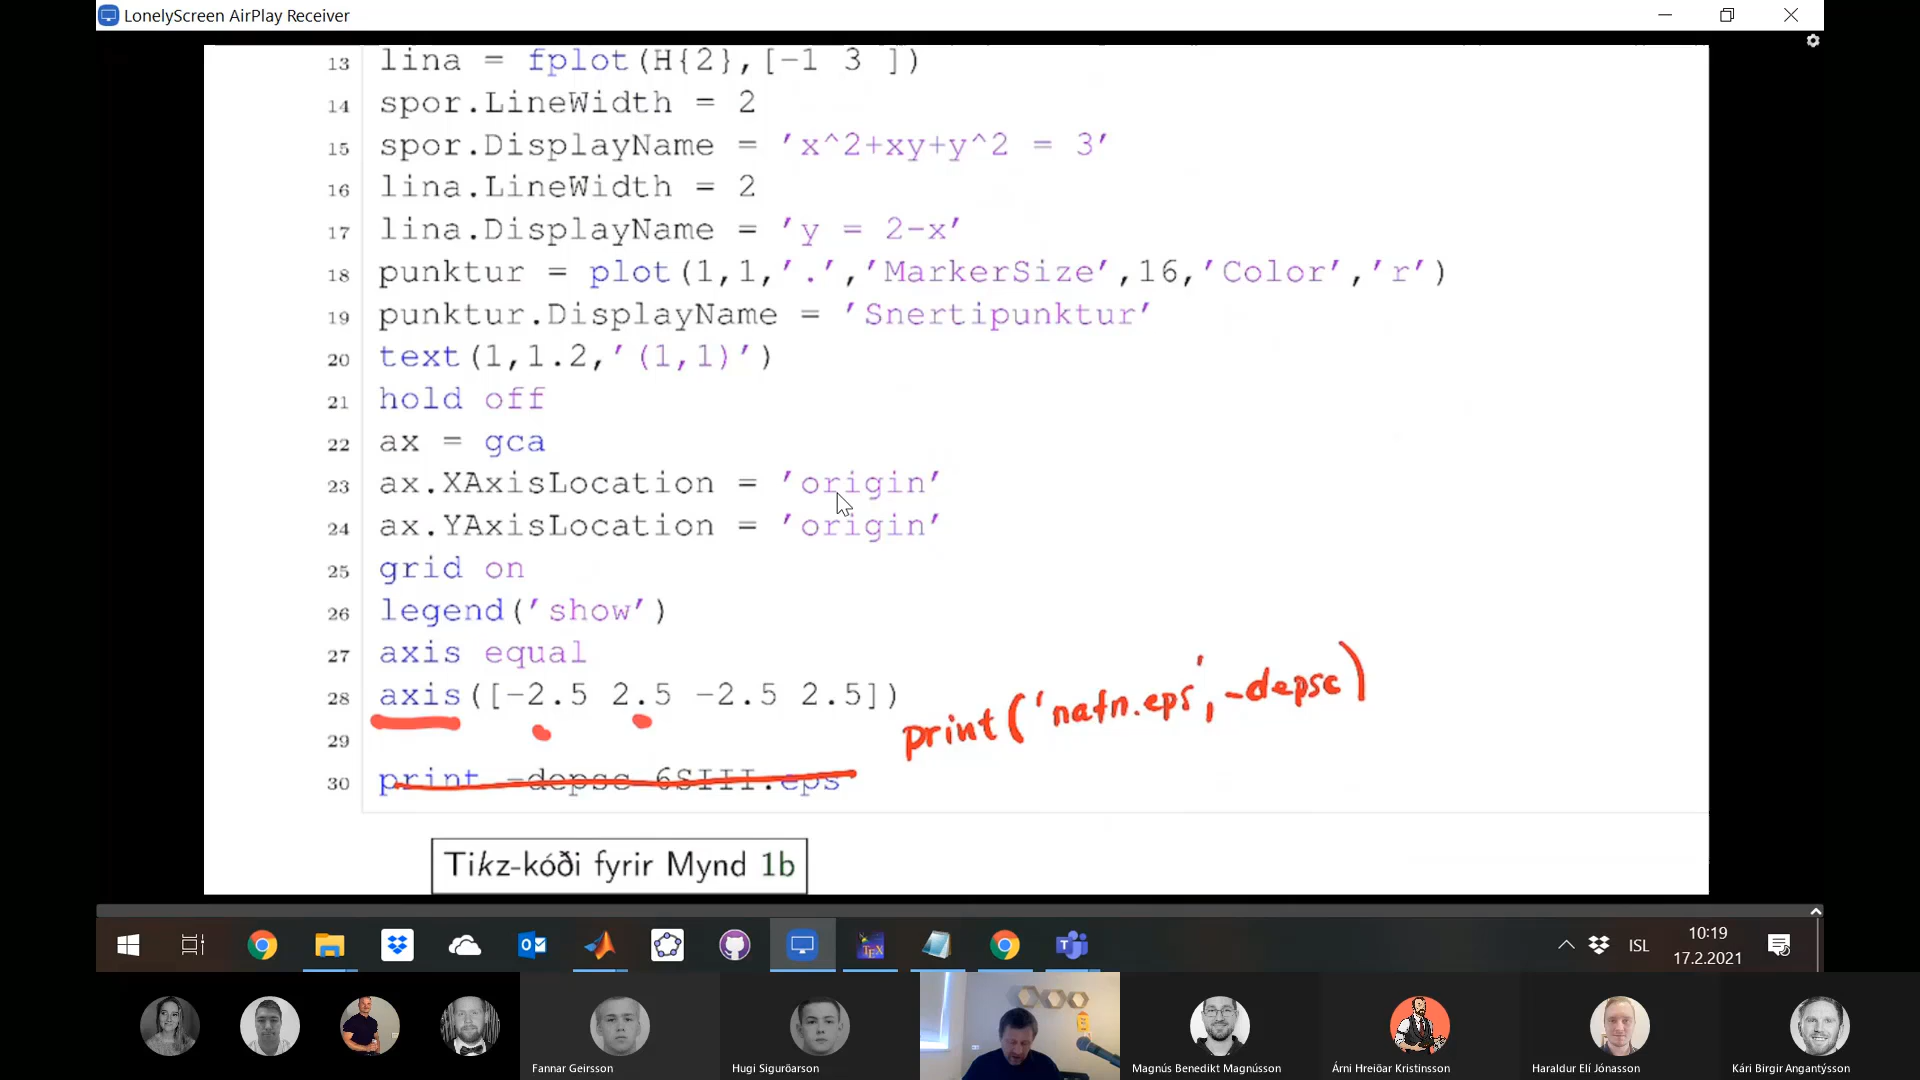 LonelyScreen AirPlay Receiver
13 lina = fplot(H{2},[-1 3 ])
14 spor.LineWidth = 2
15 spor.DisplayName = 'x^2+xy+y^2 = 3'
16 lina.LineWidth = 2
17 lina.DisplayName = 'y = 2-x'
18 punktur = plot(1,1,'.','MarkerSize',16,'Color','r')
19 punktur.DisplayName = 'Snertipunktur'
20 text(1,1.2,'(1,1)')
21 hold off
22 ax = gca
23 ax.XAxisLocation = 'origin'
24 ax.YAxisLocation = 'origin'
25 grid on
26 legend('show')
27 axis equal
28 axis([-2.5 2.5 -2.5 2.5])
print('nafn.eps', -depsc)
29
30 print -depsc 6SIII.eps
Tikz-kóði fyrir Mynd 1b
TEX
ISL
10:19
17.2.2021
Fannar Geirsson
Hugi Sigurðarson
Magnús Benedikt Magnússon
Árni Hreiðar Kristinsson
Haraldur Elí Jónasson
Kári Birgir Angantýsson